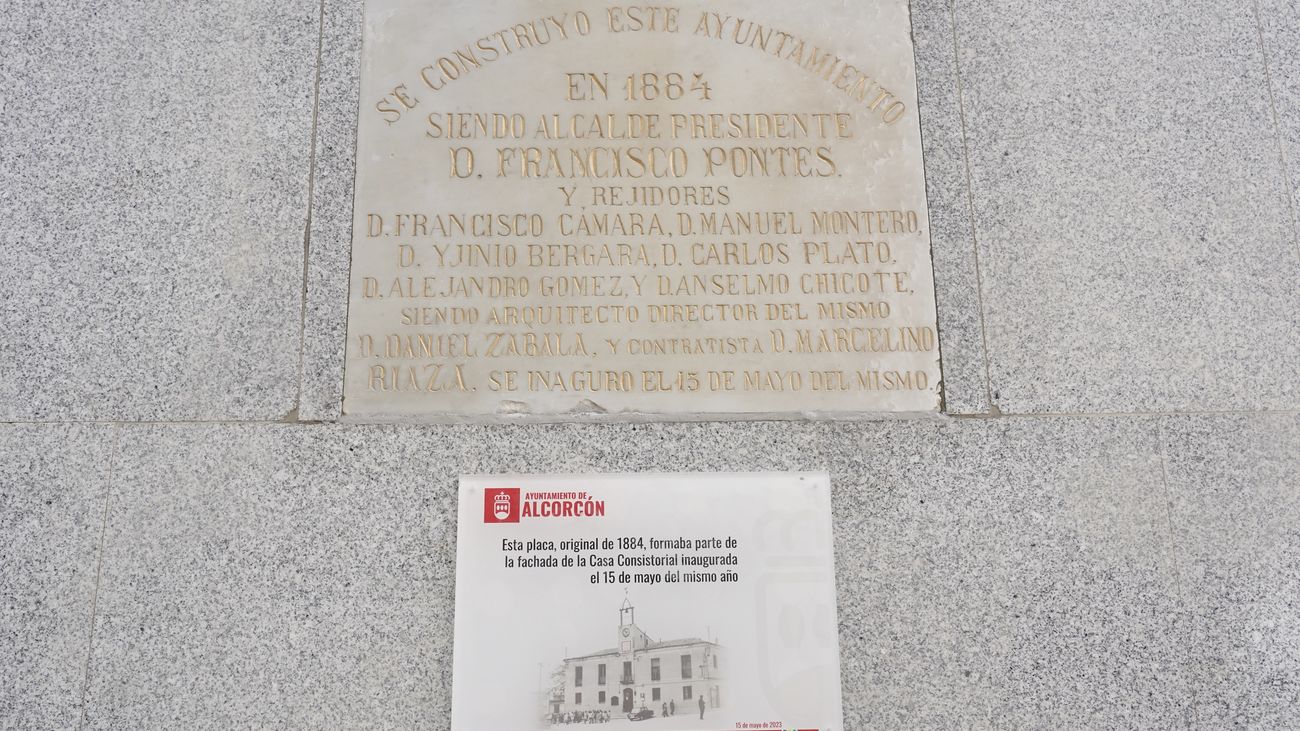 SE CONSTRUYO ESTE AYUNTAMIENTO
EN 1884
SIENDO ALCALDE PRESIDENTE
D. FRANCISCO PONTES.
Y, REJIDORES
D. FRANCISCO CÁMARA, D. MANUEL MONTERO,
D. YJINIO BERGARA, D. CARLOS PLATO,
D. ALEJANDRO GOMEZ, Y D. ANSELMO CHICOTE,
SIENDO ARQUITECTO DIRECTOR DEL MISMO
D. DANIEL ZABALA, Y CONTRATISTA D. MARCELINO
RIAZA, SE INAGURO EL 15 DE MAYO DEL MISMO.
AYUNTAMIENTO DE
ALCORCÓN
Esta placa, original de 1884, formaba parte de
la fachada de la Casa Consistorial inaugurada
el 15 de mayo del mismo año
15 de mayo de 2023